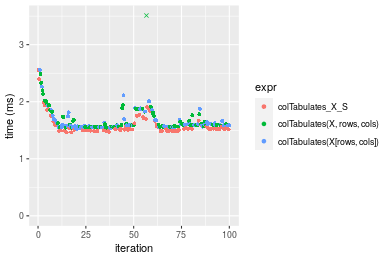 3
2
1
0
time (ms)
0
25
50
75
100
iteration
expr
colTabulates_X_S
colTabulates(X, rows, cols)
colTabulates(X[rows, cols])